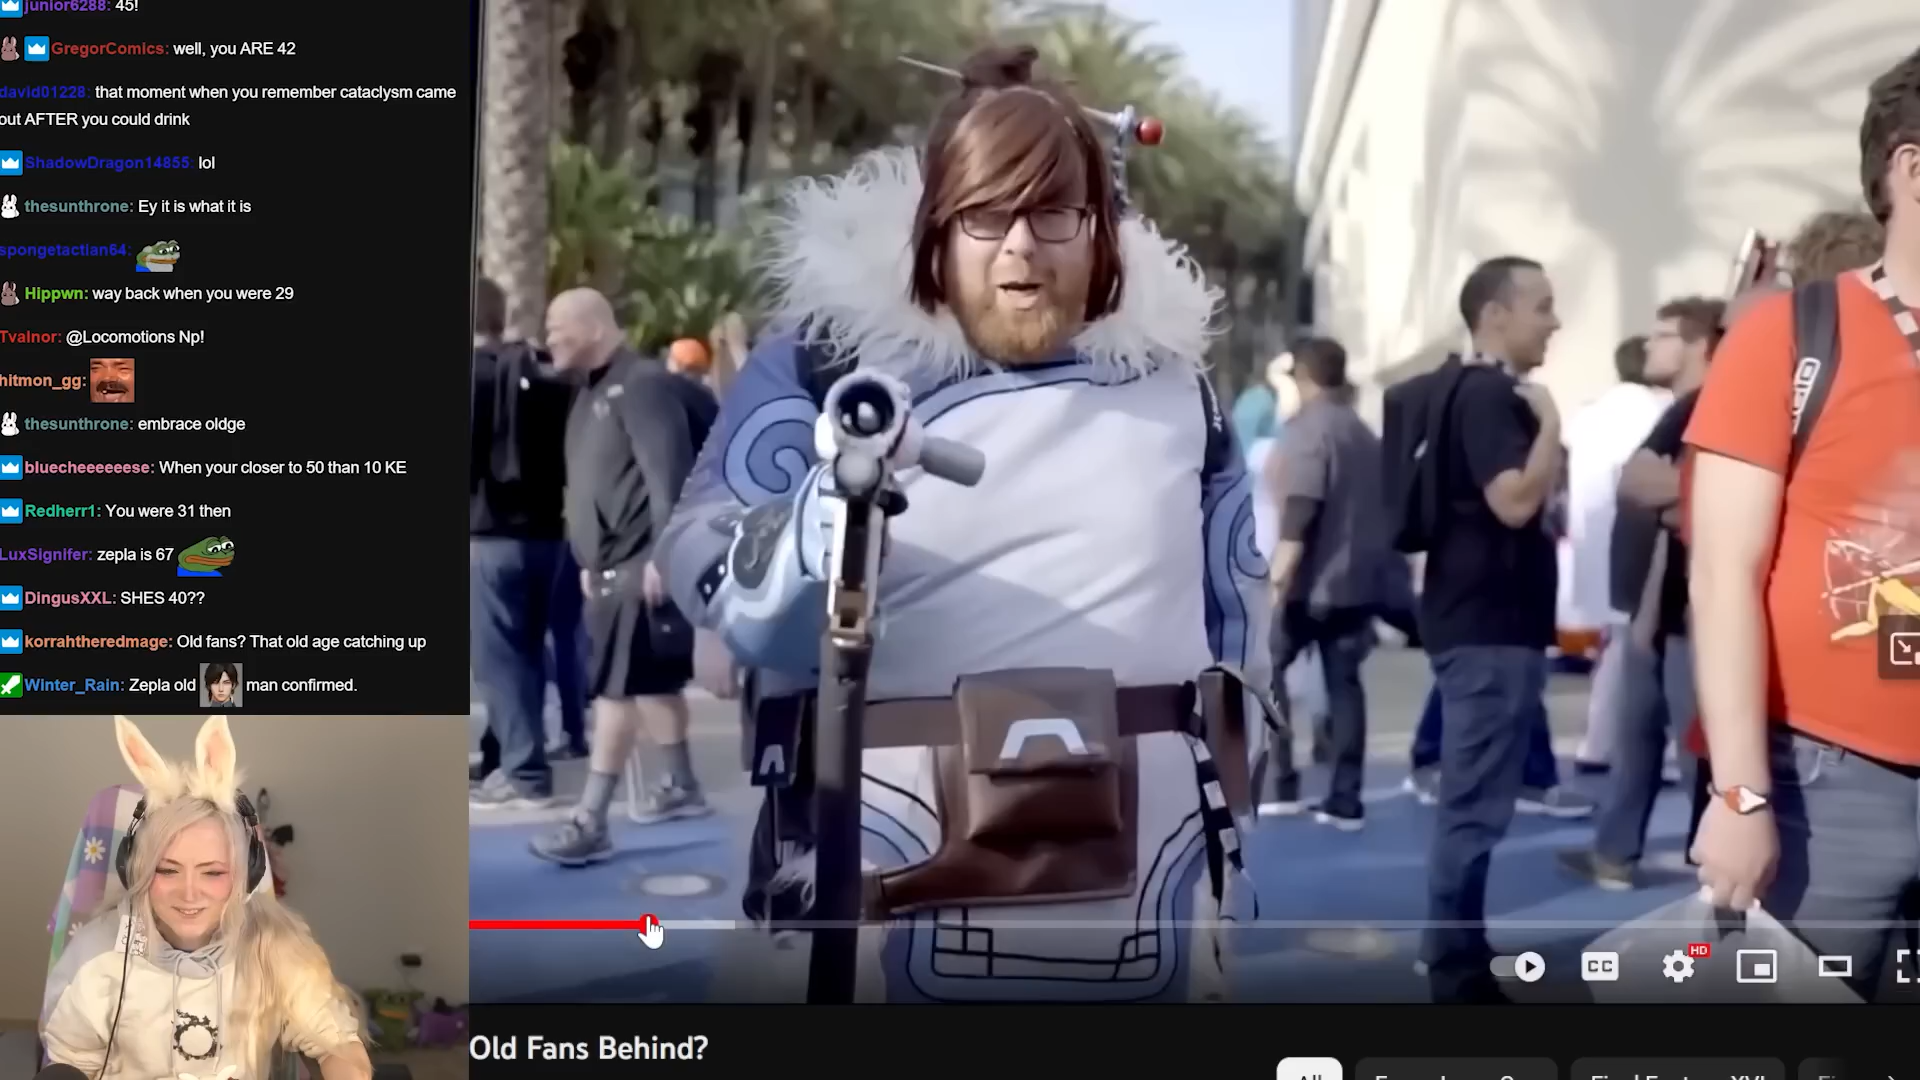 junior6288: 45!
GregorComics: well, you ARE 42
david01228: that moment when you remember cataclysm came
out AFTER you could drink
ShadowDragon14855: lol
thesunthrone: Ey it is what it is
spongetactian64:
Hippwn: way back when you were 29
Tvalnor: @Locomotions Np!
hitmon_gg:
thesunthrone: embrace oldge
bluecheeeeeese: When your closer to 50 than 10 KE
Redherr1: You were 31 then
LuxSignifer: zepla is 67
DingusXXL: SHES 40??
korrahtheredmage: Old fans? That old age catching up
Winter_Rain: Zepla old man confirmed.
CC
HD
Old Fans Behind?
All